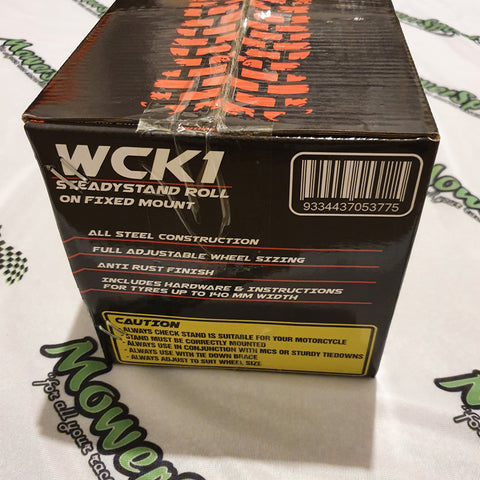 WCK1
STEADYSTAND ROLL
ON FIXED MOUNT
9334437053775
ALL STEEL CONSTRUCTION
FULL ADJUSTABLE WHEEL SIZING
ANTI RUST FINISH
INCLUDES HARDWARE & INSTRUCTIONS
FOR TYRES UP TO 140 MM WIDTH
CAUTION
- ALWAYS CHECK STAND IS SUITABLE FOR YOUR MOTORCYCLE
- STAND MUST BE CORRECTLY MOUNTED
- ALWAYS USE IN CONJUNCTION WITH MCS OR STURDY TIEDOWNS
- ALWAYS USE WITH TIE DOWN BRACE
- ALWAYS ADJUST TO SUIT WHEEL SIZE